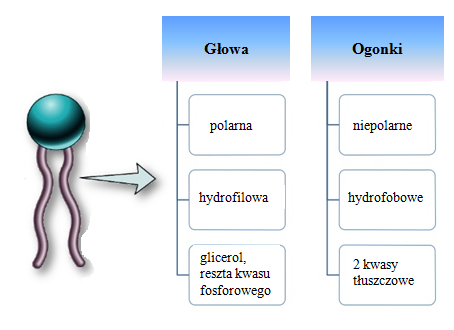 Głowa
polarna
hydrofilowa
glicerol,
reszta kwasu
fosforowego
Ogonki
niepolarne
hydrofobowe
2 kwasy
tłuszczowe